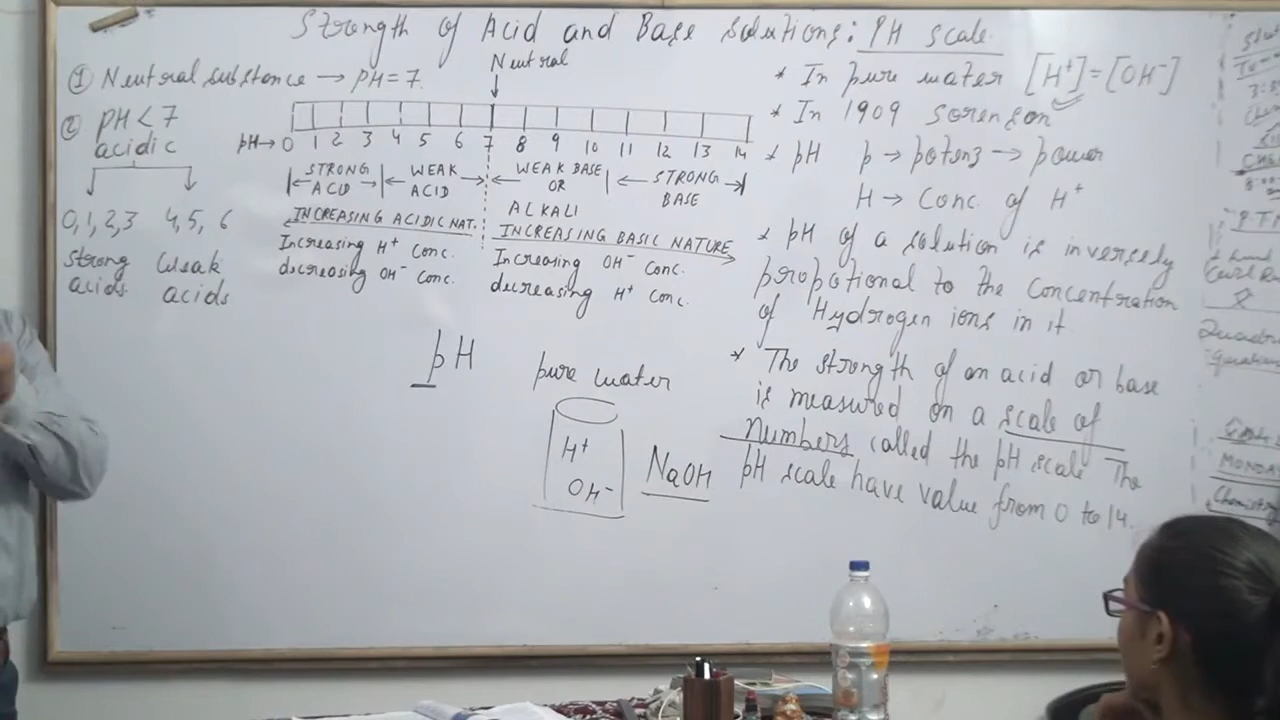 Strength of Acid and Base Solutions: PH scale
① Neutral substance → PH = 7.
② PH < 7
acidic
0, 1, 2, 3 4, 5, 6
strong weak
acids acids
Neutral
pH → 0 1 2 3 4 5 6 7 8 9 10 11 12 13 14
STRONG ACID
WEAK ACID
WEAK BASE OR ALKALI
STRONG BASE
INCREASING ACIDIC NAT.
Increasing H⁺ conc.
decreasing OH⁻ conc.
INCREASING BASIC NATURE
Increasing OH⁻ conc.
decreasing H⁺ conc.
pH
pure water
H⁺
OH⁻
NaOH
* In pure water [H⁺] = [OH⁻]
* In 1909 Sorenson
* pH p → potenz → power
H → Conc. of H⁺
* pH of a solution is inversely
propotional to the concentration
of Hydrogen ions in it
* The strength of an acid or base
is measured on a scale of
numbers called the pH scale The
pH scale have value from 0 to 14.
MONDA
Chemistry